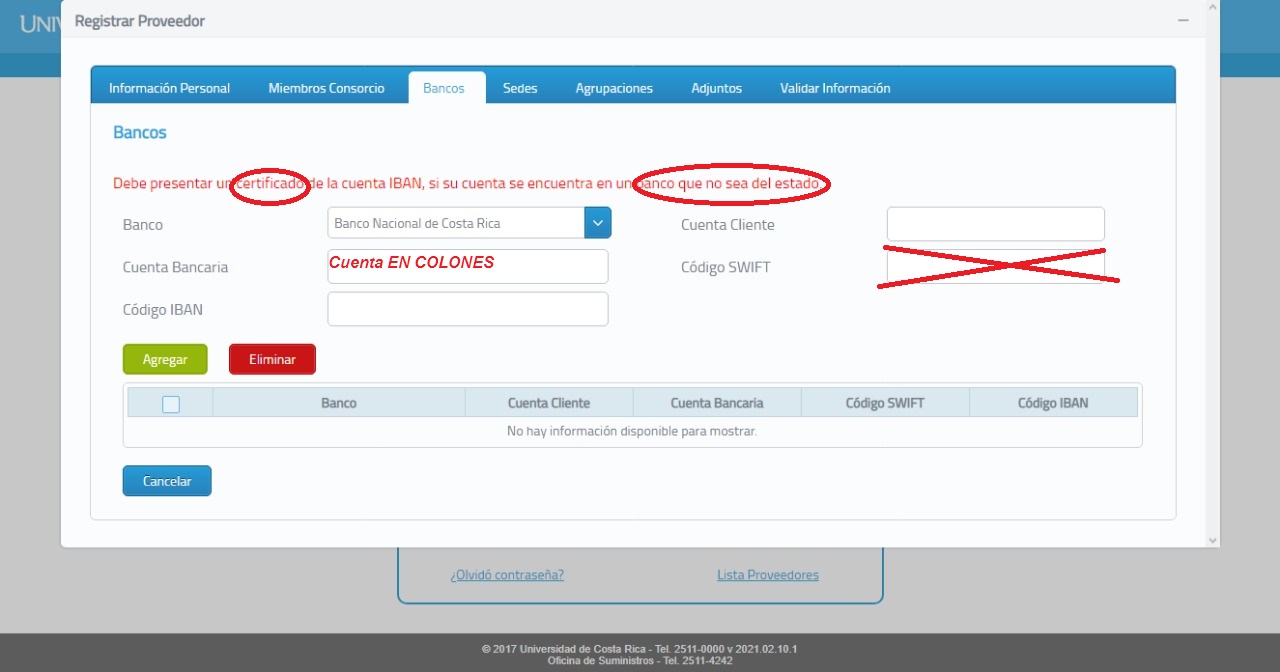 UNIV
Registrar Proveedor
Información Personal Miembros Consorcio Bancos Sedes Agrupaciones Adjuntos Validar Información
Bancos
Debe presentar un certificado de la cuenta IBAN, si su cuenta se encuentra en un banco que no sea del estado.
Banco Banco Nacional de Costa Rica Cuenta Cliente
Cuenta Bancaria Cuenta EN COLONES Código SWIFT
Código IBAN
Agregar Eliminar
Banco Cuenta Cliente Cuenta Bancaria Código SWIFT Código IBAN
No hay información disponible para mostrar.
Cancelar
¿Olvidó contraseña? Lista Proveedores
© 2017 Universidad de Costa Rica - Tel. 2511-0000 v 2021.02.10.1
Oficina de Suministros - Tel. 2511-4242